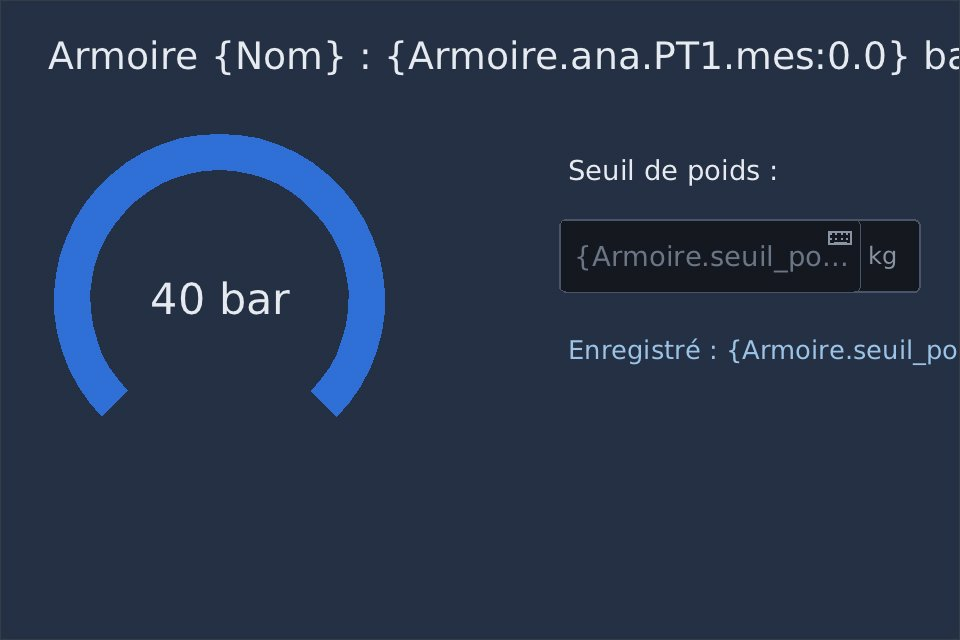 Armoire {Nom} : {Armoire.ana.PT1.mes:0.0} ba
Seuil de poids :
{Armoire.seuil_po... kg
40 bar
Enregistré : {Armoire.seuil_po